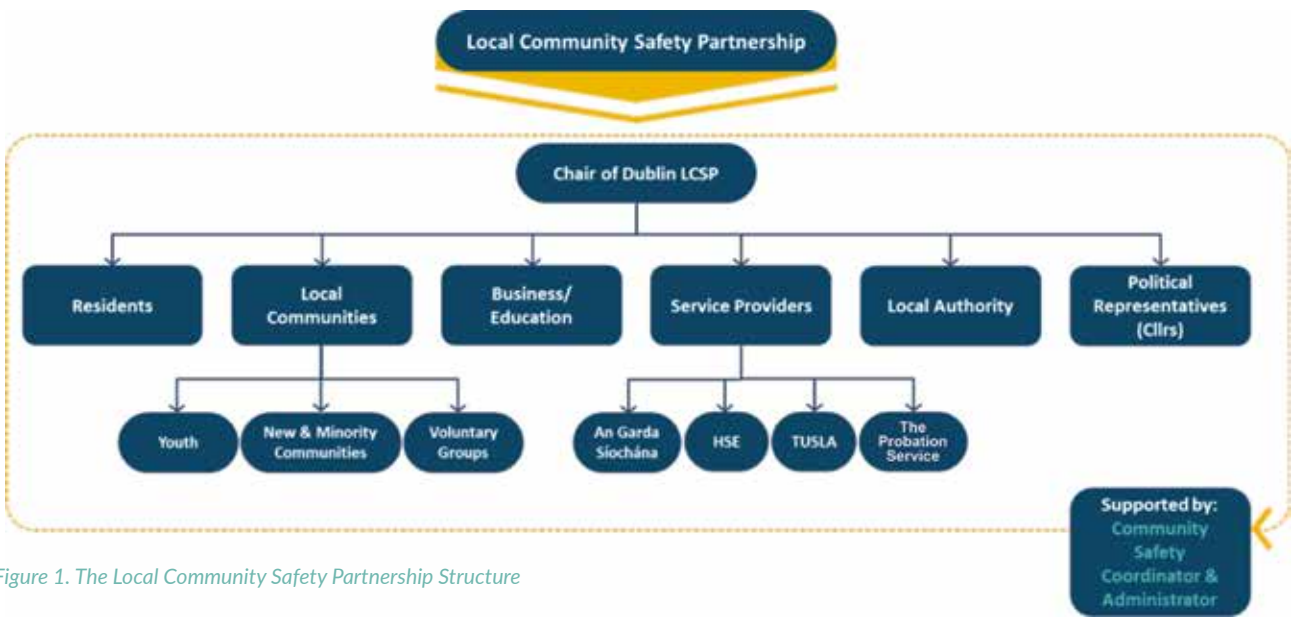 Local Community Safety Partnership
Chair of Dublin LCSP
Residents
Local
Communities
Business/
Education
Service Providers
Local Authority
Political
Representatives
(Cllrs)
Youth
New & Minority
Communities
Voluntary
Groups
An Garda
Síochána
HSE
TUSLA
The
Probation
Service
Supported by:
Community
Safety
Coordinator &
Administrator
Figure 1. The Local Community Safety Partnership Structure